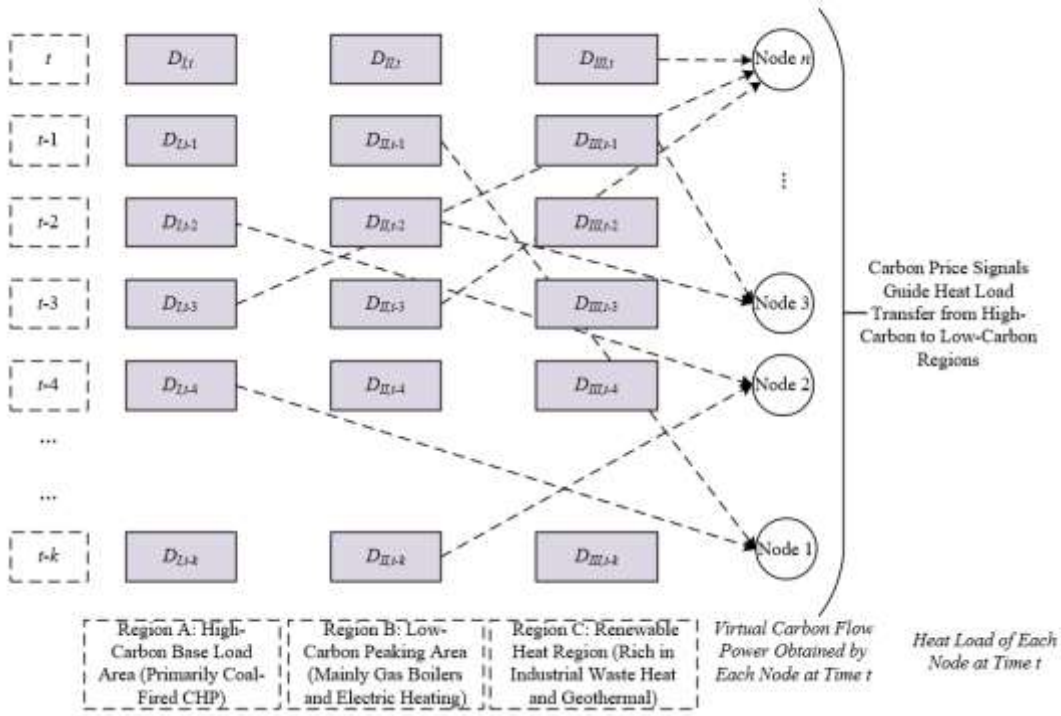 t
D_{I,t}
D_{II,t}
D_{III,t}
Node n
t-1
D_{I,t-1}
D_{II,t-1}
D_{III,t-1}
⋮
t-2
D_{I,t-2}
D_{II,t-2}
D_{III,t-2}
t-3
D_{I,t-3}
D_{II,t-3}
D_{III,t-3}
Node 3
t-4
D_{I,t-4}
D_{II,t-4}
D_{III,t-4}
Node 2
...
...
t-k
D_{I,t-k}
D_{II,t-k}
D_{III,t-k}
Node 1
Carbon Price Signals
Guide Heat Load
Transfer from High-
Carbon to Low-Carbon
Regions
Region A: High-
Carbon Base Load
Area (Primarily Coal-
Fired CHP)
Region B: Low-
Carbon Peaking Area
(Mainly Gas Boilers
and Electric Heating)
Region C: Renewable
Heat Region (Rich in
Industrial Waste Heat
and Geothermal)
Virtual Carbon Flow
Power Obtained by
Each Node at Time t
Heat Load of Each
Node at Time t